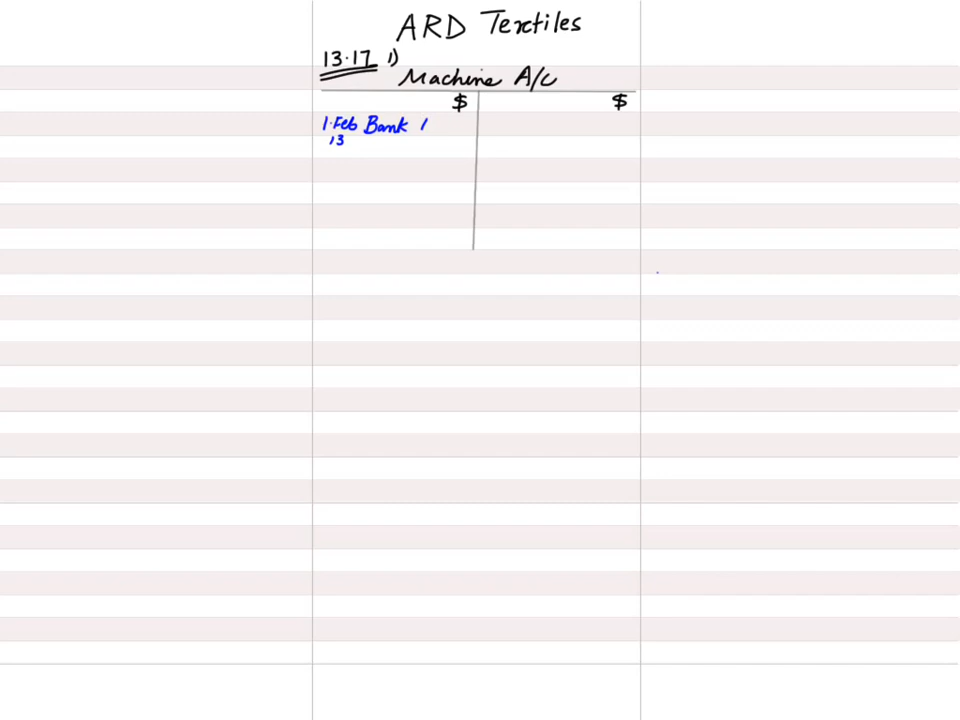 ARD Textiles
13.17 1)
Machine A/c
$ $
1.Feb Bank 1
13